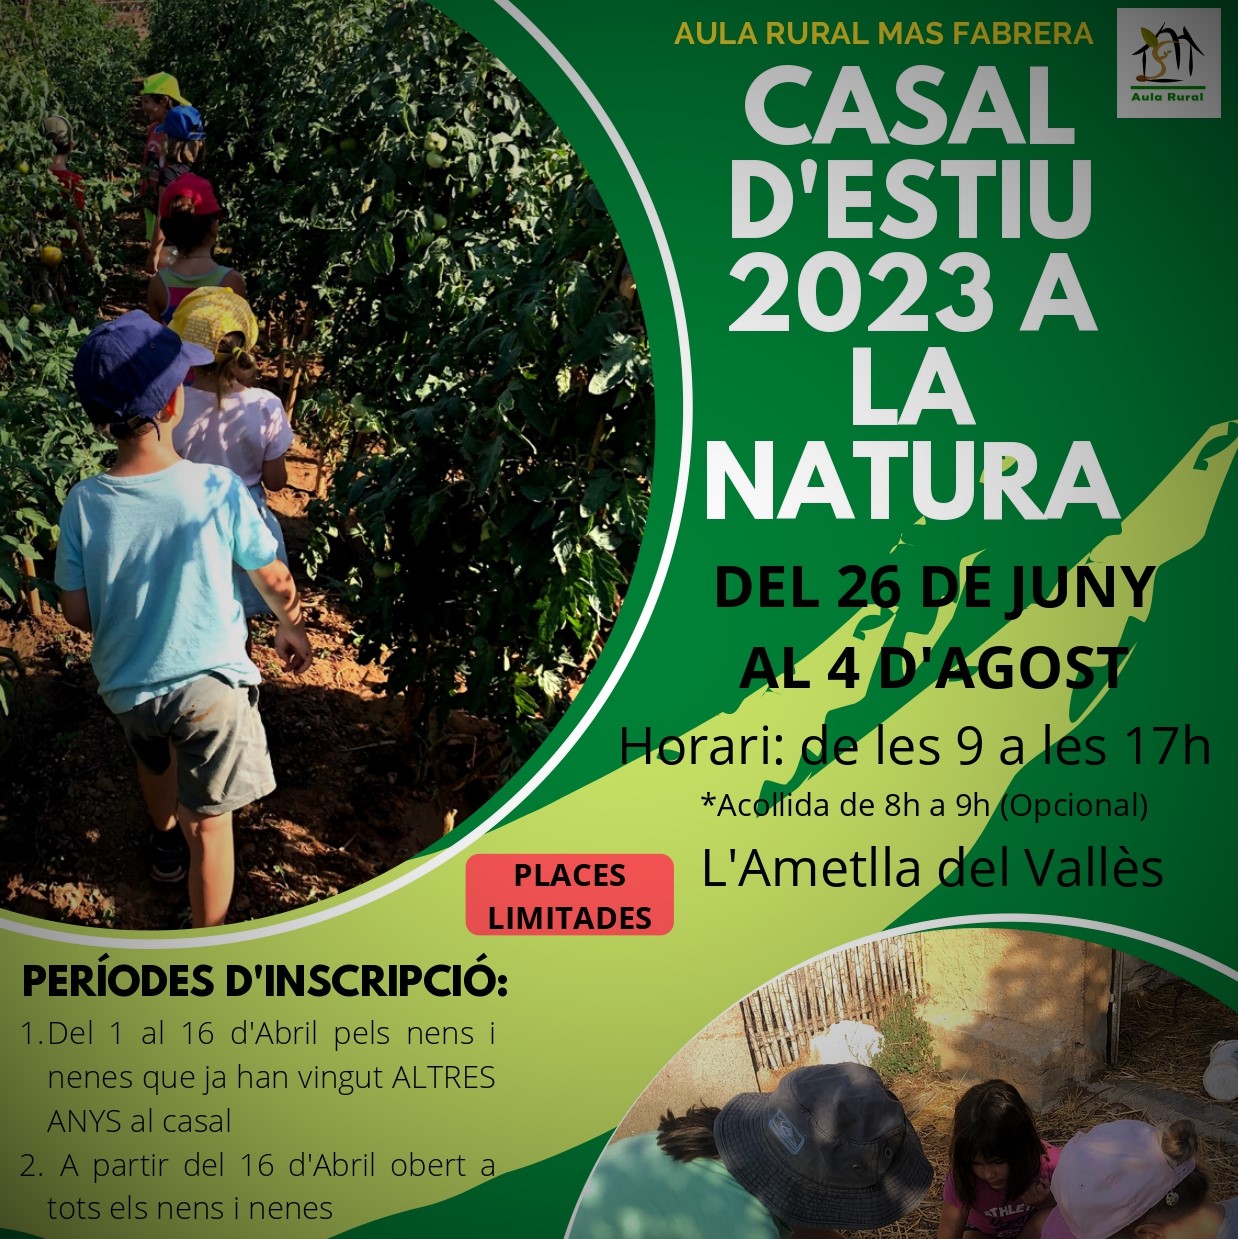 AULA RURAL MAS FABRERA
Aula Rural
CASAL
D'ESTIU
2023 A
LA
NATURA
DEL 26 DE JUNY
AL 4 D'AGOST
Horari: de les 9 a les 17h
*Acollida de 8h a 9h (Opcional)
L'Ametlla del Vallès
PLACES
LIMITADES
PERÍODES D'INSCRIPCIÓ:
1.Del 1 al 16 d'Abril pels nens i
nenes que ja han vingut ALTRES
ANYS al casal
2. A partir del 16 d'Abril obert a
tots els nens i nenes